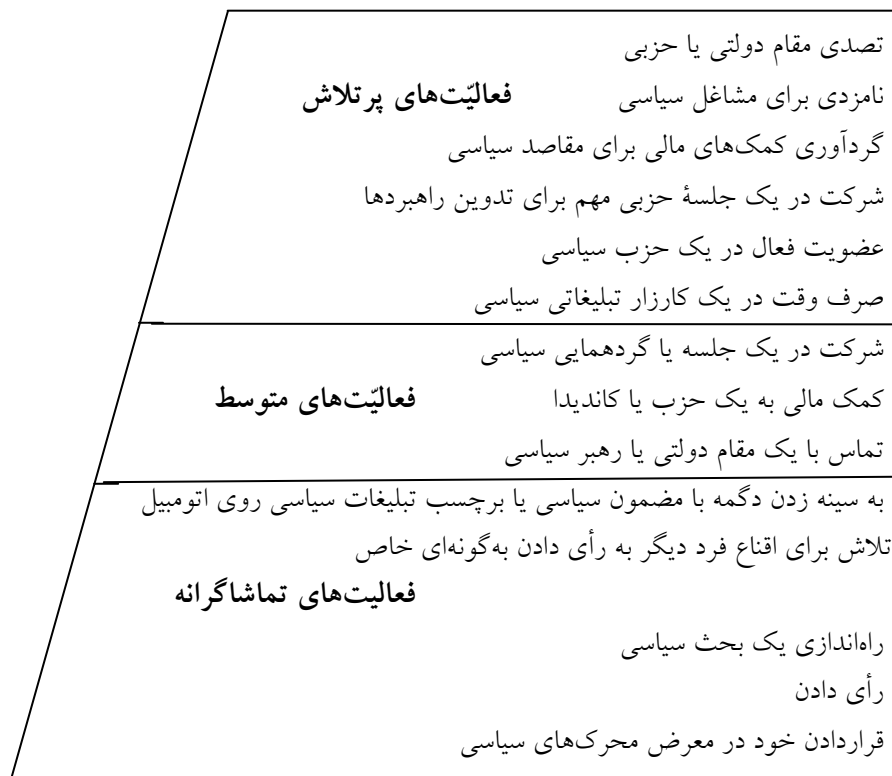 تصدی مقام دولتی یا حزبی
نامزدی برای مشاغل سیاسی
فعالیّت‌های پرتلاش
گردآوری کمک‌های مالی برای مقاصد سیاسی
شرکت در یک جلسهٔ حزبی مهم برای تدوین راهبردها
عضویت فعال در یک حزب سیاسی
صرف وقت در یک کارزار تبلیغاتی سیاسی
شرکت در یک جلسه یا گردهمایی سیاسی
کمک مالی به یک حزب یا کاندیدا
فعالیّت‌های متوسط
تماس با یک مقام دولتی یا رهبر سیاسی
به سینه زدن دگمه با مضمون سیاسی یا برچسب تبلیغات سیاسی روی اتومبیل
تلاش برای اقناع فرد دیگر به رأی دادن به‌گونه‌ای خاص
فعالیت‌های تماشاگرانه
راه‌اندازی یک بحث سیاسی
رأی دادن
قراردادن خود در معرض محرک‌های سیاسی